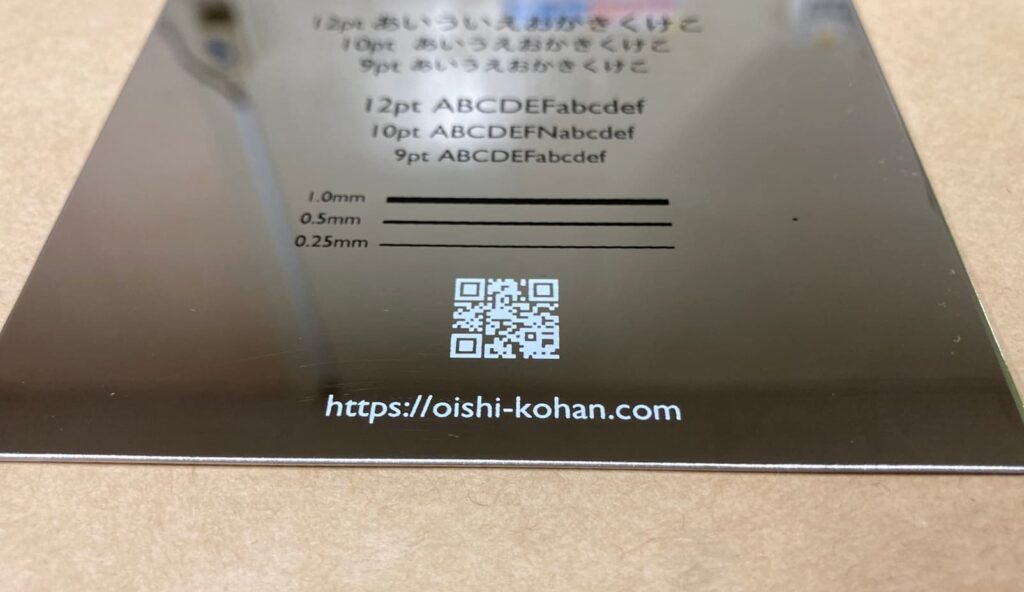 12pt あいういえおかきくけこ
10pt あいうえおかきくけこ
9pt あいうえおかきくけこ
12pt ABCDEFabcdef
10pt ABCDEFNabcdef
9pt ABCDEFabcdef
1.0mm
0.5mm
0.25mm
https://oishi-kohan.com